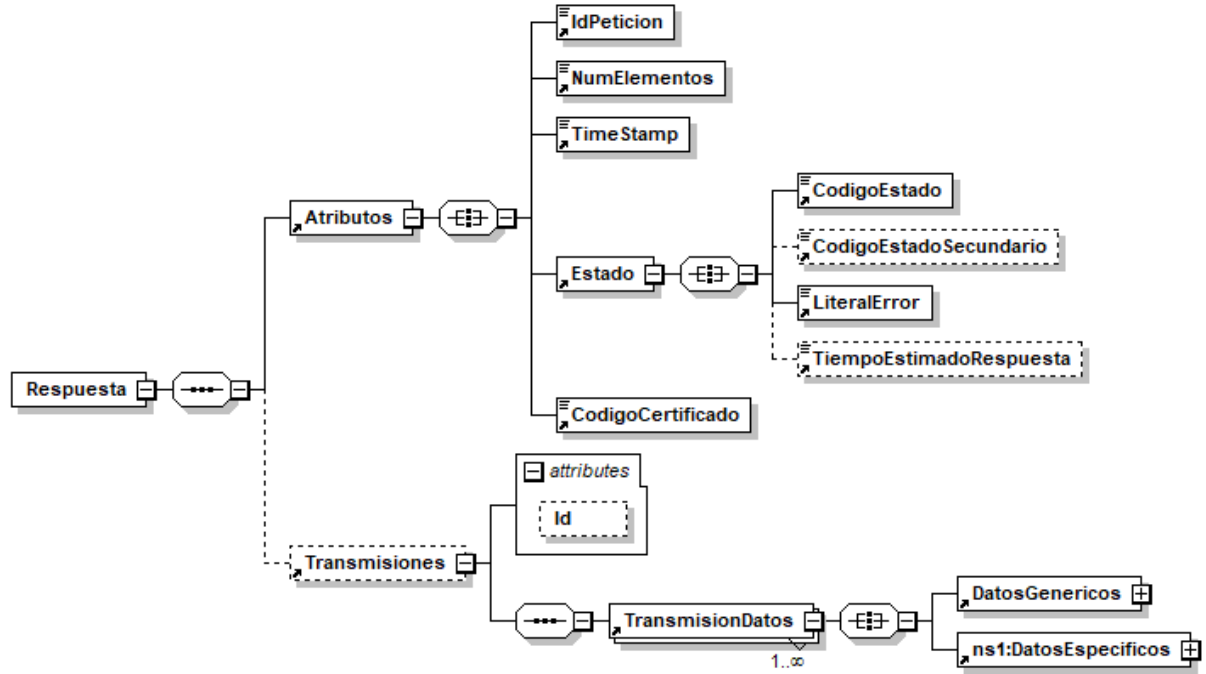 IdPeticion
NumElementos
TimeStamp
CodigoEstado
Atributos
CodigoEstadoSecundario
Estado
LiteralError
TiempoEstimadoRespuesta
Respuesta
CodigoCertificado
attributes
Id
Transmisiones
DatosGenericos
TransmisionDatos
ns1:DatosEspecificos
1..∞